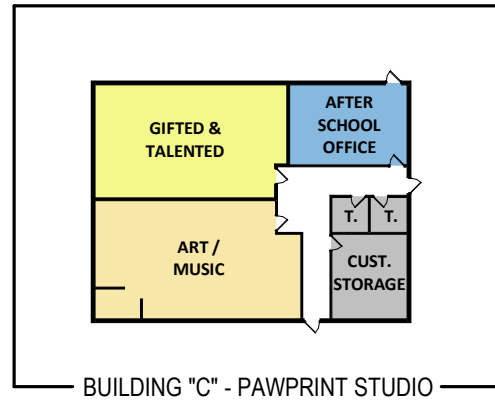 GIFTED &
TALENTED
AFTER
SCHOOL
OFFICE
T.
T.
ART /
MUSIC
CUST.
STORAGE
BUILDING "C" - PAWPRINT STUDIO